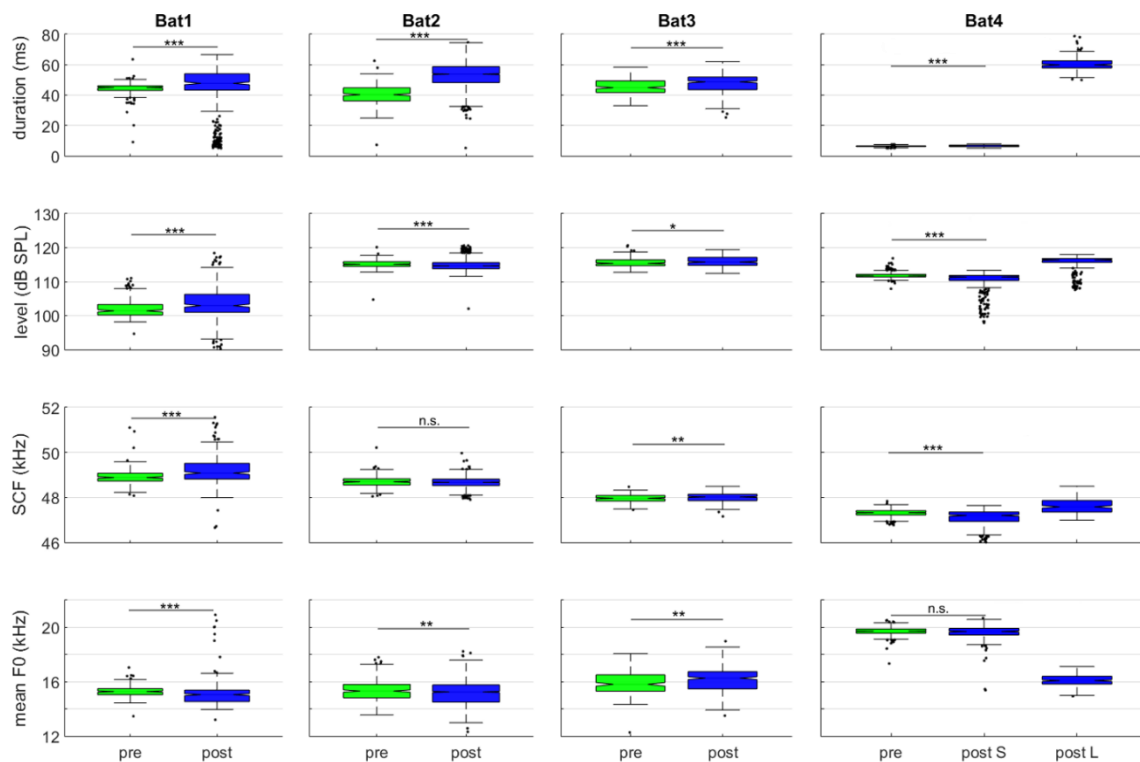 Bat1 Bat2 Bat3 Bat4
duration (ms)
80
60
40
20
0
*** *** *** ***
level (dB SPL)
130
120
110
100
90
*** *** * ***
SCF (kHz)
52
50
48
46
*** n.s. ** ***
mean F0 (kHz)
20
16
12
*** ** ** n.s.
pre post pre post pre post pre post S post L